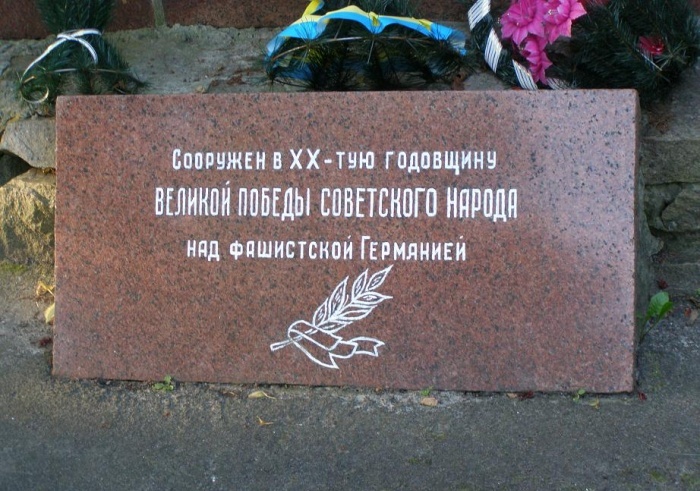 Сооружен в XX-тую годовщину
ВЕЛИКОЙ ПОБЕДЫ СОВЕТСКОГО НАРОДА
над фашистской Германией